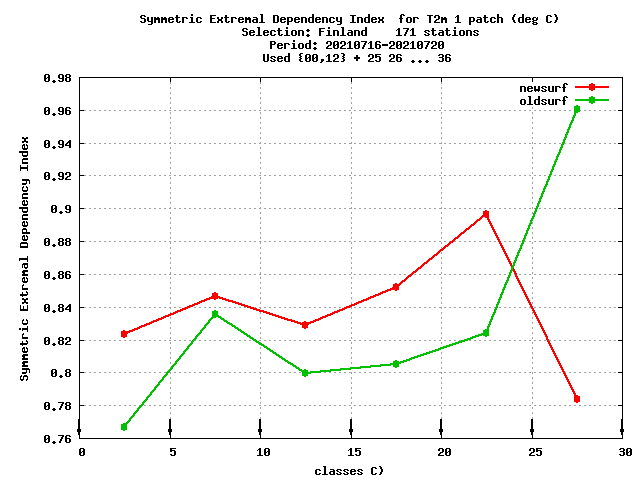 Symmetric Extremal Dependency Index  for T2m 1 patch (deg C)
Selection: Finland    171 stations
Period: 20210716-20210720
Used {00,12} + 25 26 ... 36
newsurf
oldsurf
Symmetric Extremal Dependency Index
0.98
0.96
0.94
0.92
0.9
0.88
0.86
0.84
0.82
0.8
0.78
0.76
0 5 10 15 20 25 30
classes C)